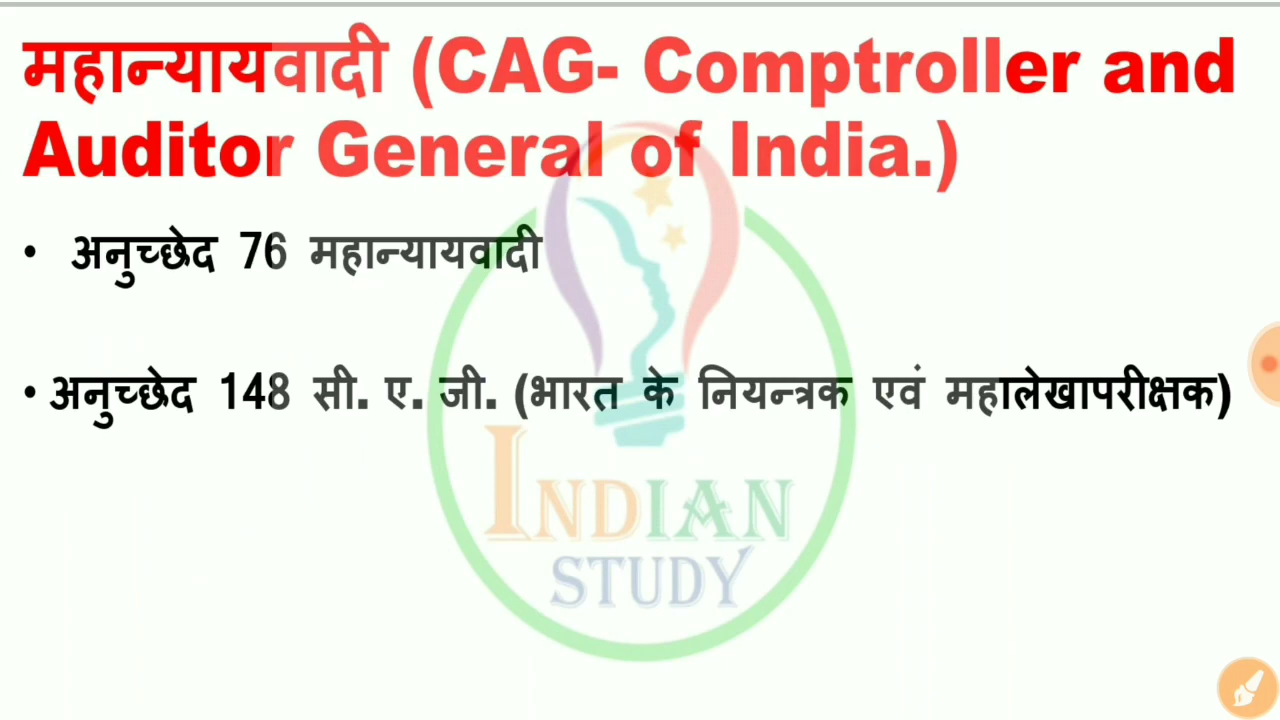 महान्यायवादी (CAG- Comptroller and
Auditor General of India.)
• अनुच्छेद 76 महान्यायवादी
• अनुच्छेद 148 सी. ए. जी. (भारत के नियन्त्रक एवं महालेखापरीक्षक)
INDIAN
STUDY